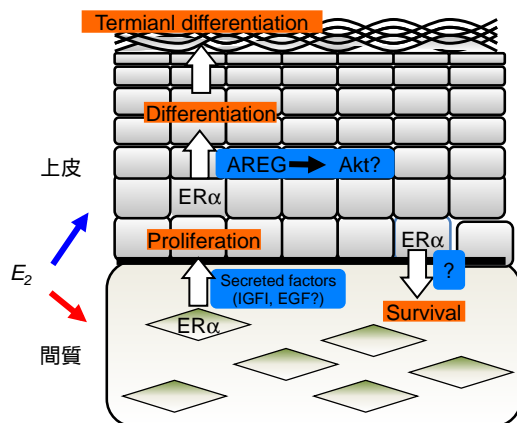 Termianl differentiation
Differentiation
上皮
AREG Akt?
ERα
Proliferation
ERα
E2
?
Secreted factors
(IGFI, EGF?)
Survival
ERα
間質